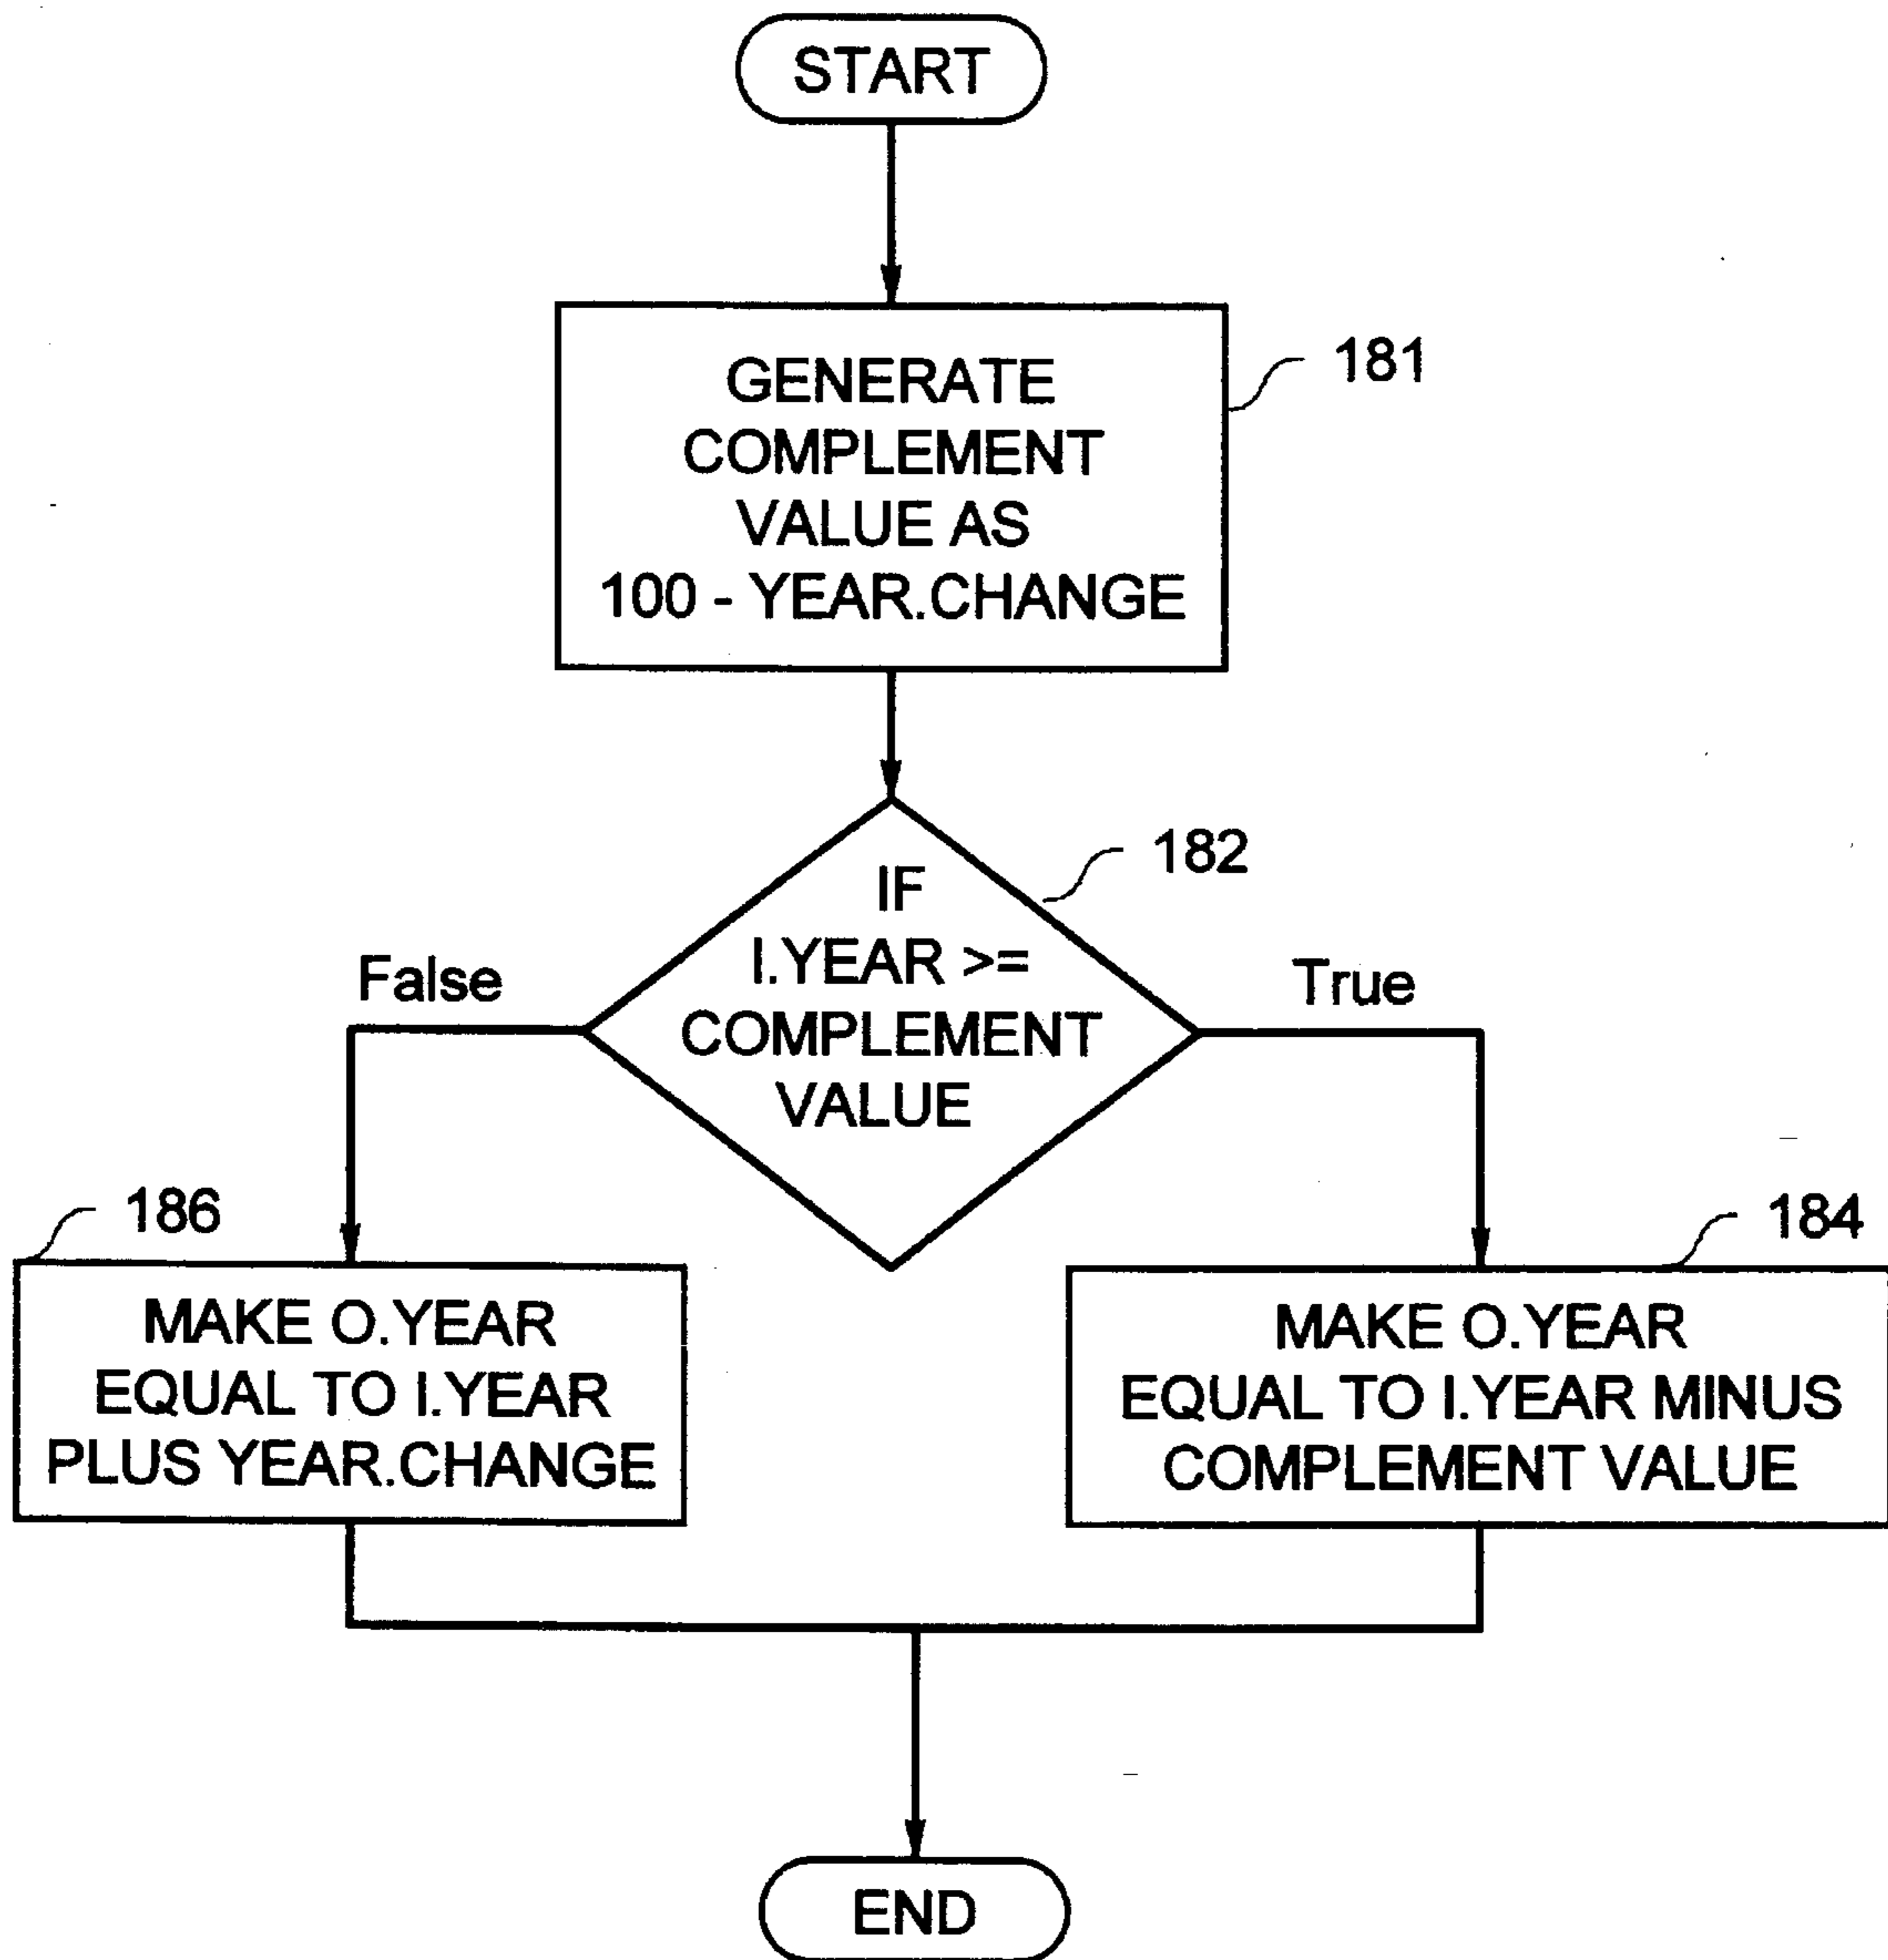 START
GENERATE
COMPLEMENT
VALUE AS
100 - YEAR.CHANGE
181
IF
I.YEAR >=
COMPLEMENT
VALUE
182
False
True
186
MAKE O.YEAR
EQUAL TO I.YEAR
PLUS YEAR.CHANGE
184
MAKE O.YEAR
EQUAL TO I.YEAR MINUS
COMPLEMENT VALUE
END